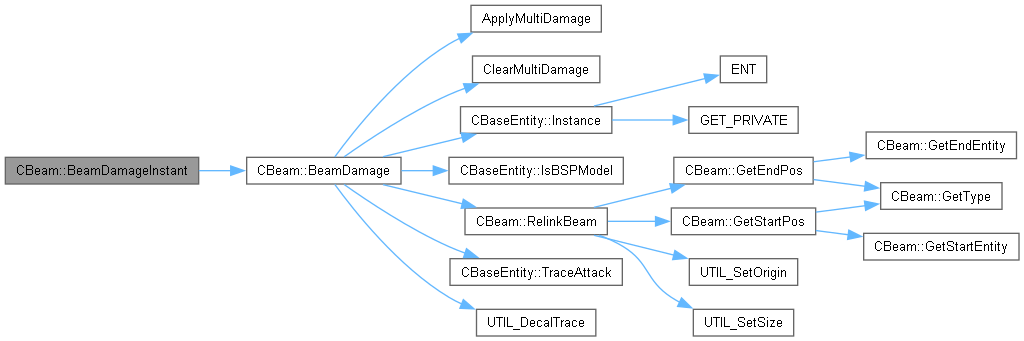 ApplyMultiDamage
ClearMultiDamage
ENT
CBaseEntity::Instance
GET_PRIVATE
CBeam::GetEndEntity
CBeam::BeamDamageInstant
CBeam::BeamDamage
CBaseEntity::IsBSPModel
CBeam::GetEndPos
CBeam::GetType
CBeam::RelinkBeam
CBeam::GetStartPos
CBeam::GetStartEntity
CBaseEntity::TraceAttack
UTIL_SetOrigin
UTIL_DecalTrace
UTIL_SetSize